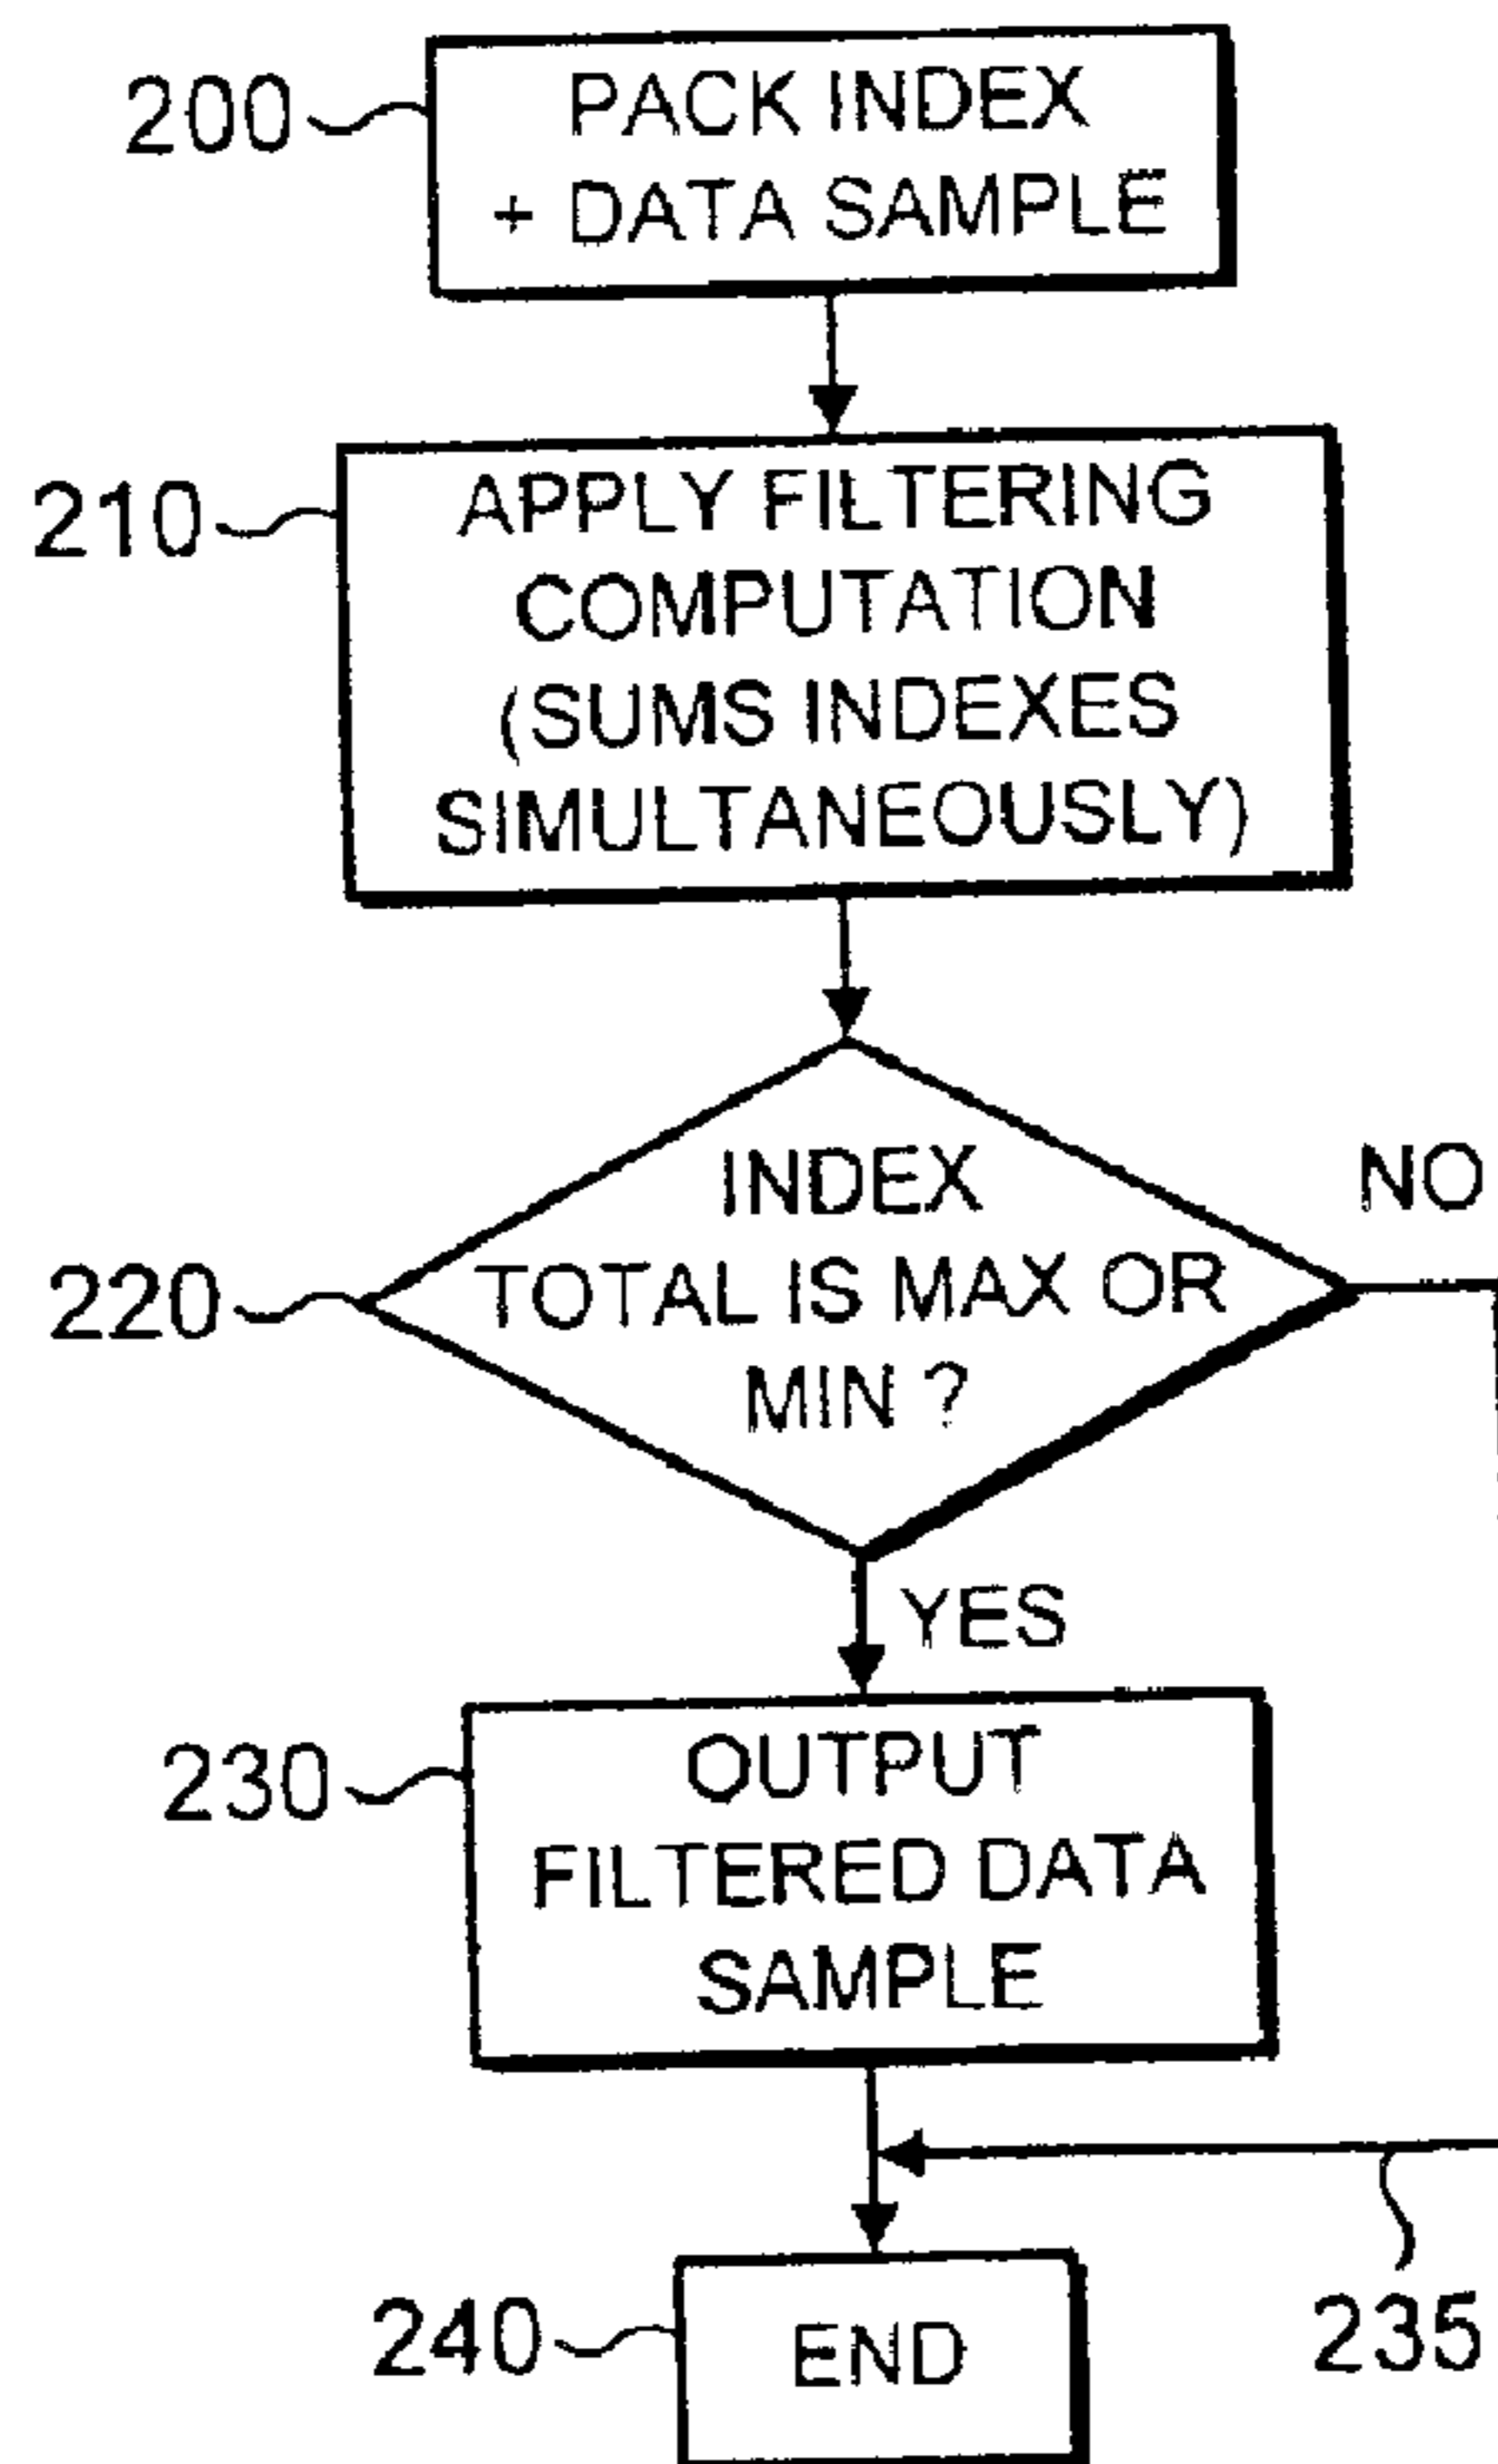 200
PACK INDEX
+ DATA SAMPLE
210
APPLY FILTERING
COMPUTATION
(SUMS INDEXES
SIMULTANEOUSLY)
INDEX
NO
220
TOTAL IS MAX OR
MIN ?
YES
230
OUTPUT
FILTERED DATA
SAMPLE
240
END
235